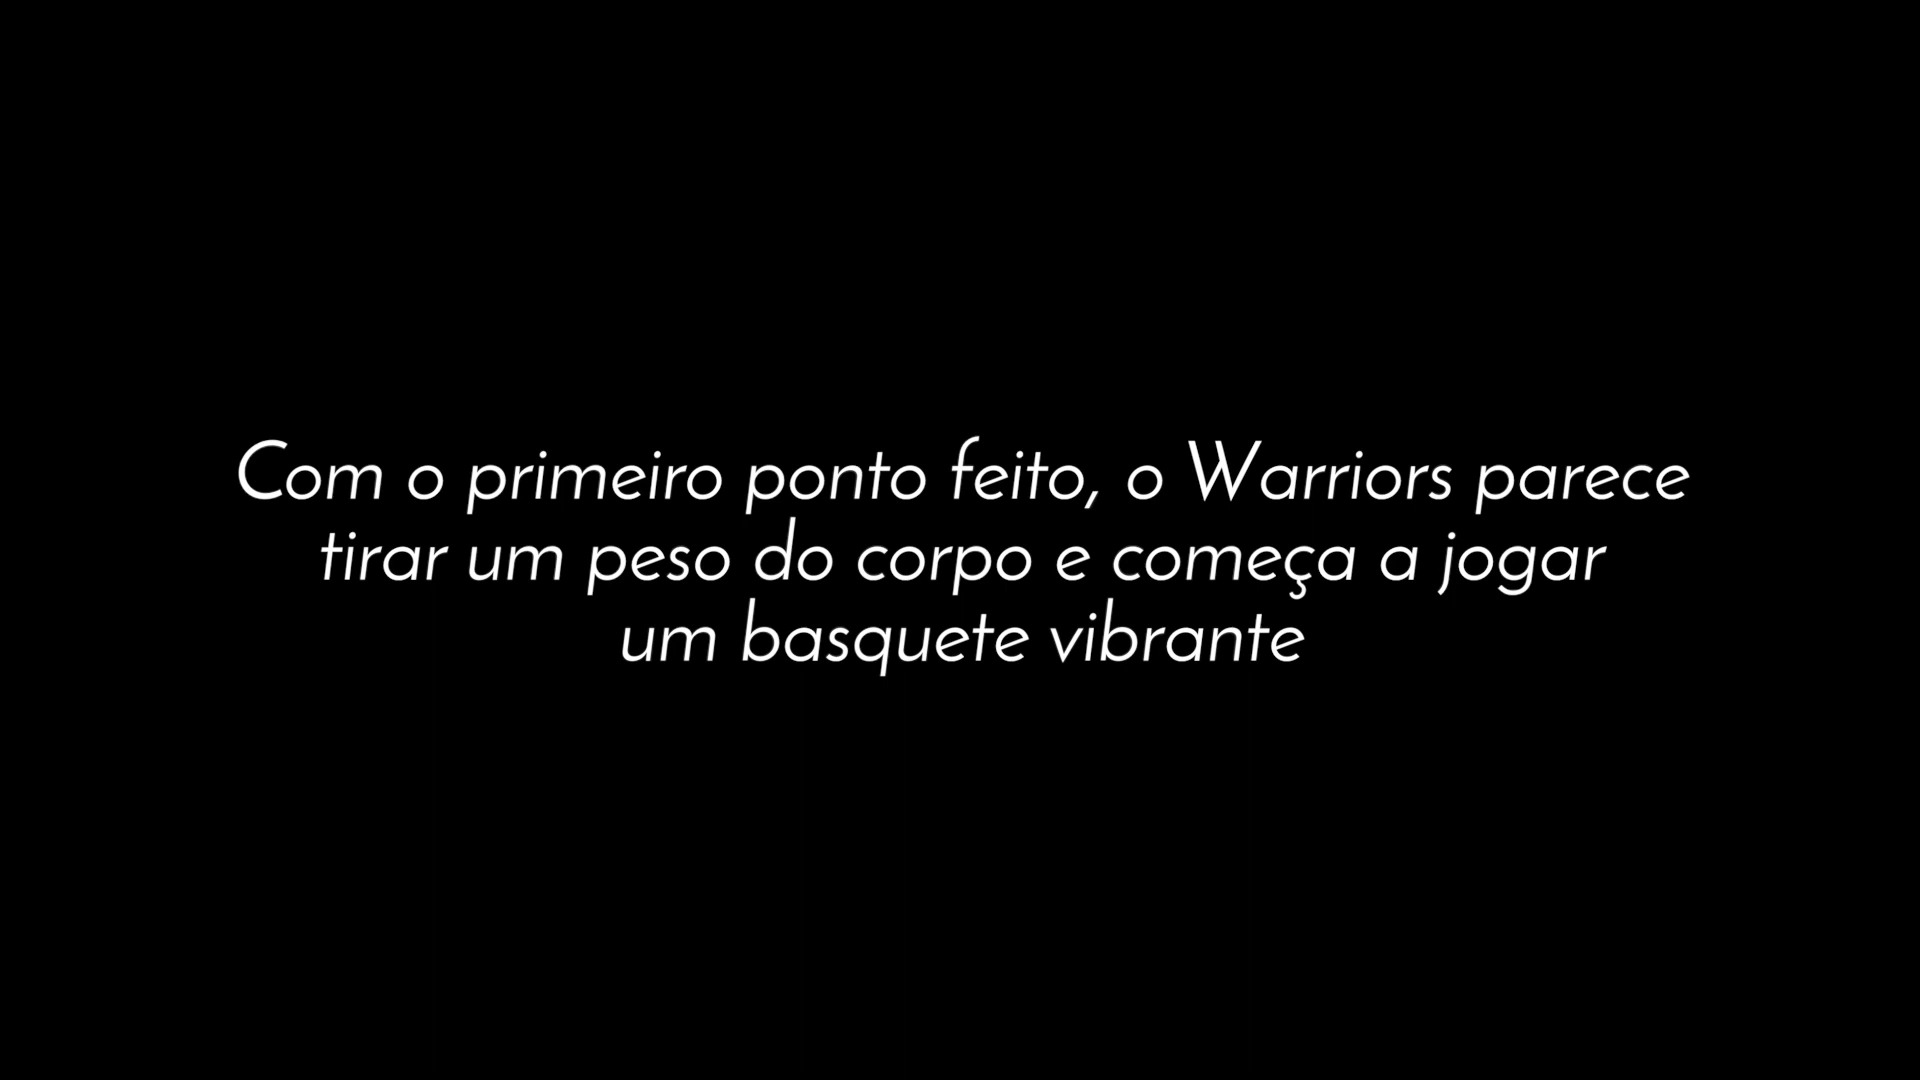 Com o primeiro ponto feito, o Warriors parece
tirar um peso do corpo e começa a jogar
um basquete vibrante